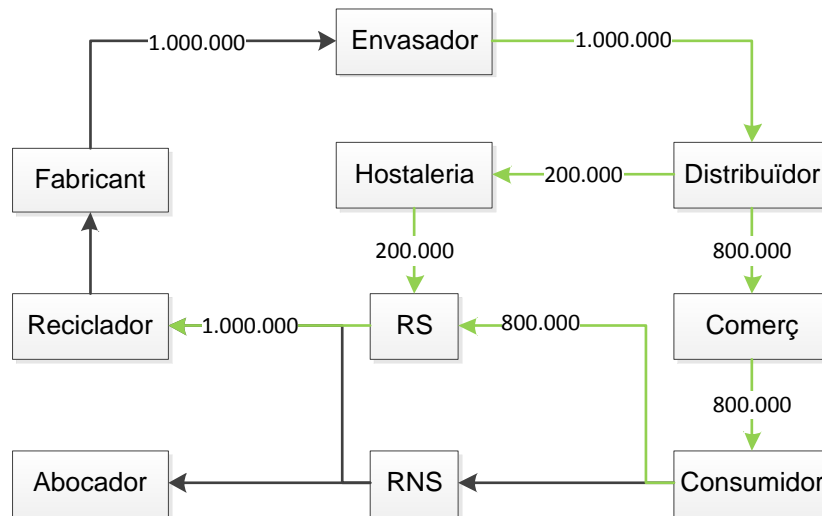 1.000.000
Envasador
1.000.000
Fabricant
Hostaleria
200.000
Distribuïdor
200.000
800.000
Reciclador
1.000.000
RS
800.000
Comerç
800.000
Abocador
RNS
Consumidor